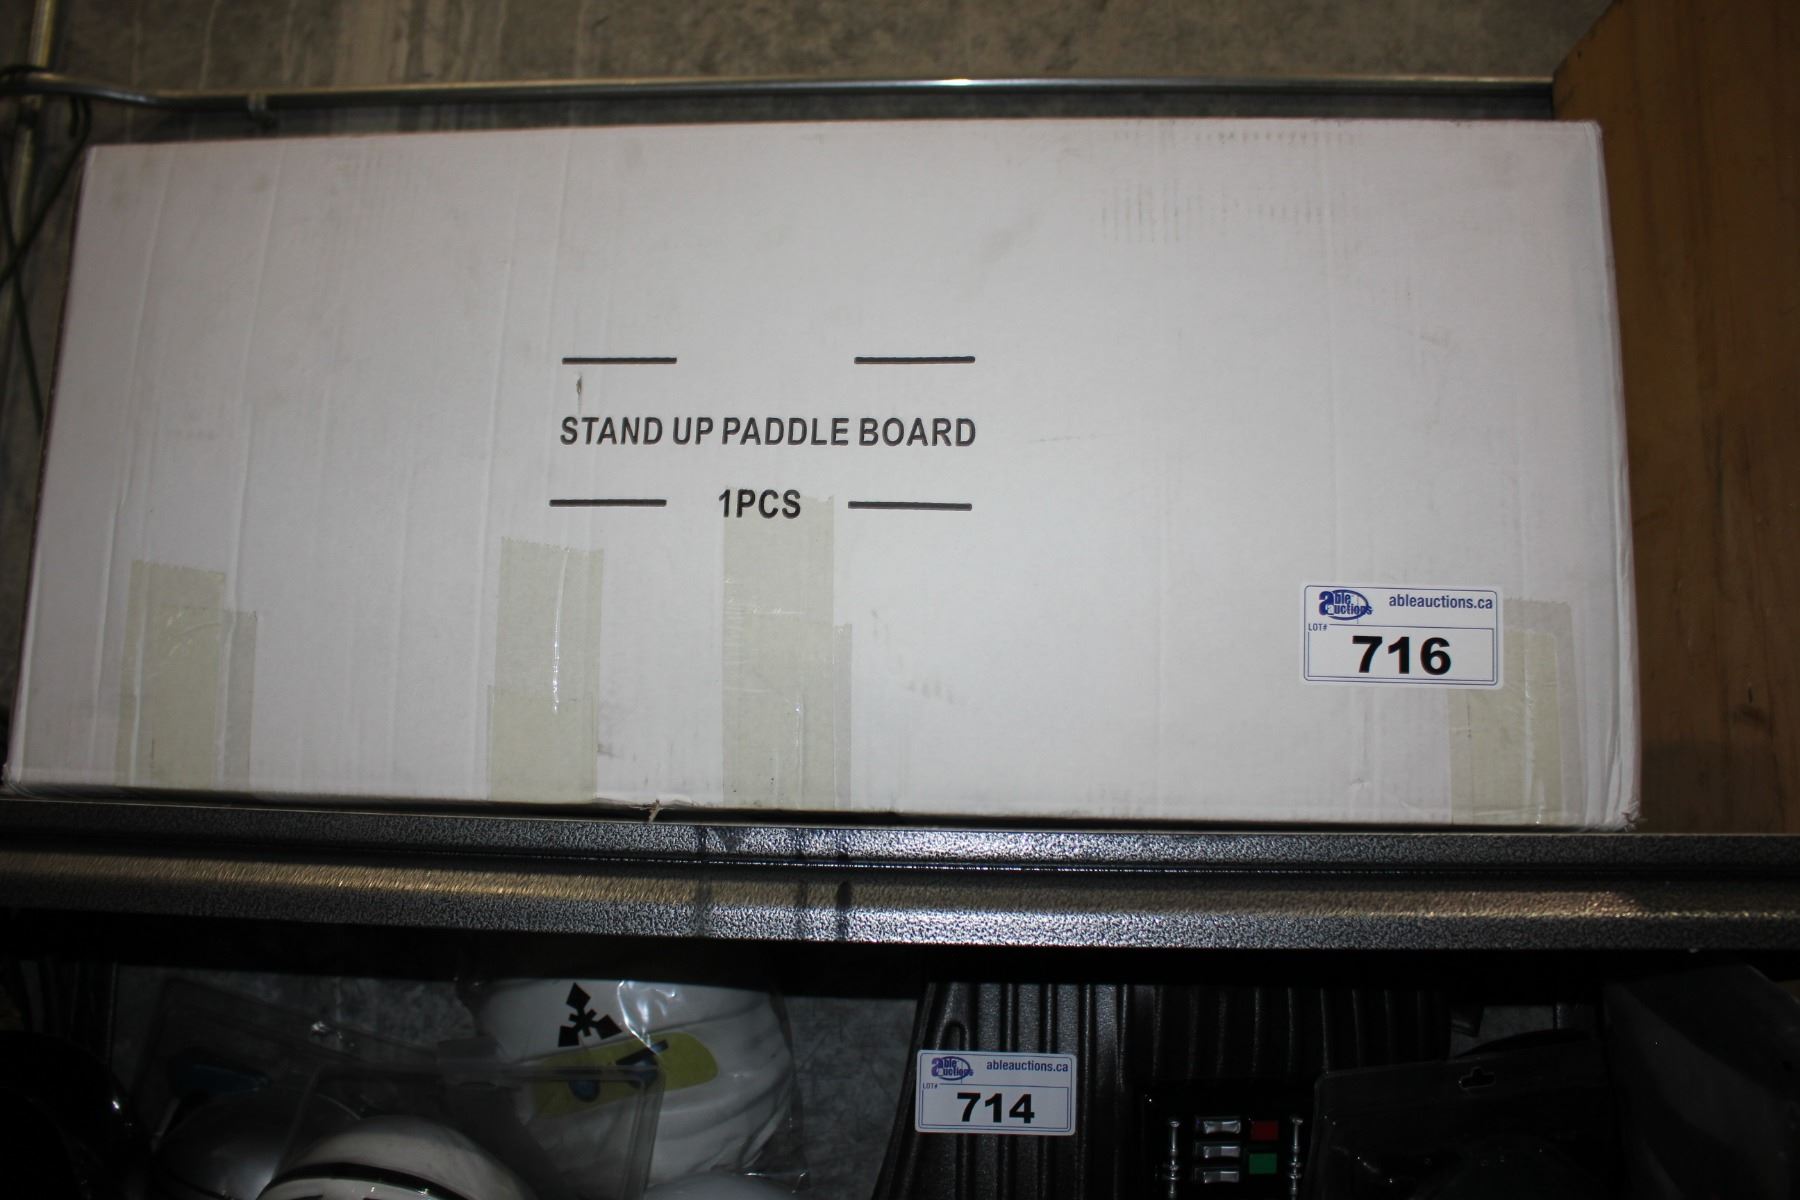 STAND UP PADDLE BOARD
1PCS
able auctions ableauctions.ca
LOT#
716
able auctions ableauctions.ca
LOT#
714